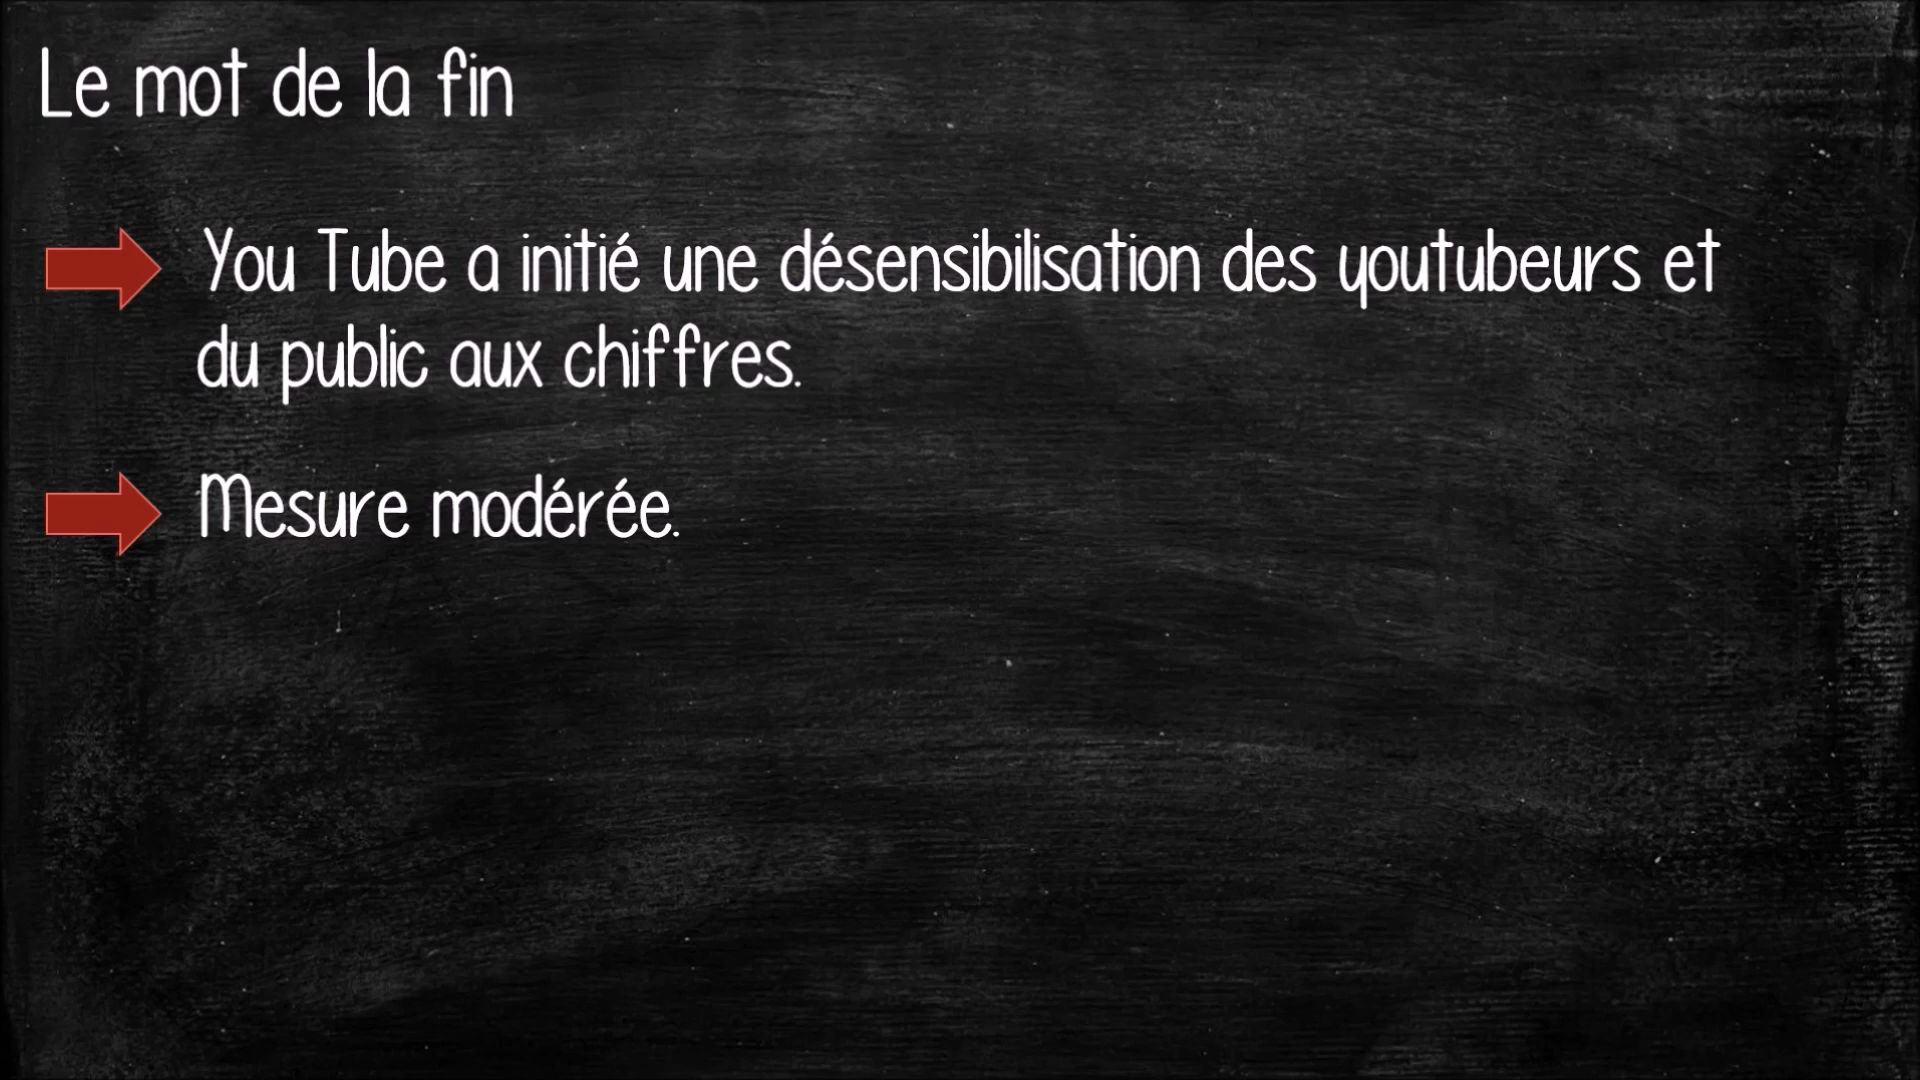 Le mot de la fin
You Tube a initié une désensibilisation des youtubeurs et
du public aux chiffres.
Mesure modérée.